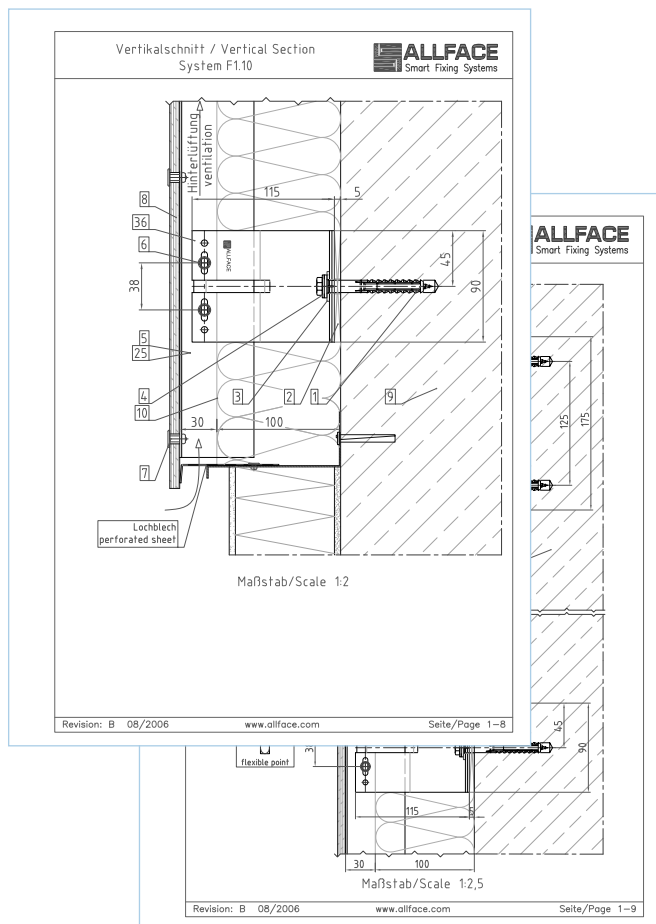 Vertikalschnitt / Vertical Section
System F1.10
ALLFACE
Smart Fixing Systems
Hinterlüftung
ventilation
115
5
8
36
6
38
ALLFACE
45
90
5
25
4
10
3
2
1
9
30
100
7
Lochblech
perforated sheet
Maßstab/Scale 1:2
Revision: B 08/2006
www.allface.com
Seite/Page 1-8
ALLFACE
Smart Fixing Systems
125
175
45
90
flexible point
115
30
100
Maßstab/Scale 1:2,5
Revision: B 08/2006
www.allface.com
Seite/Page 1-9